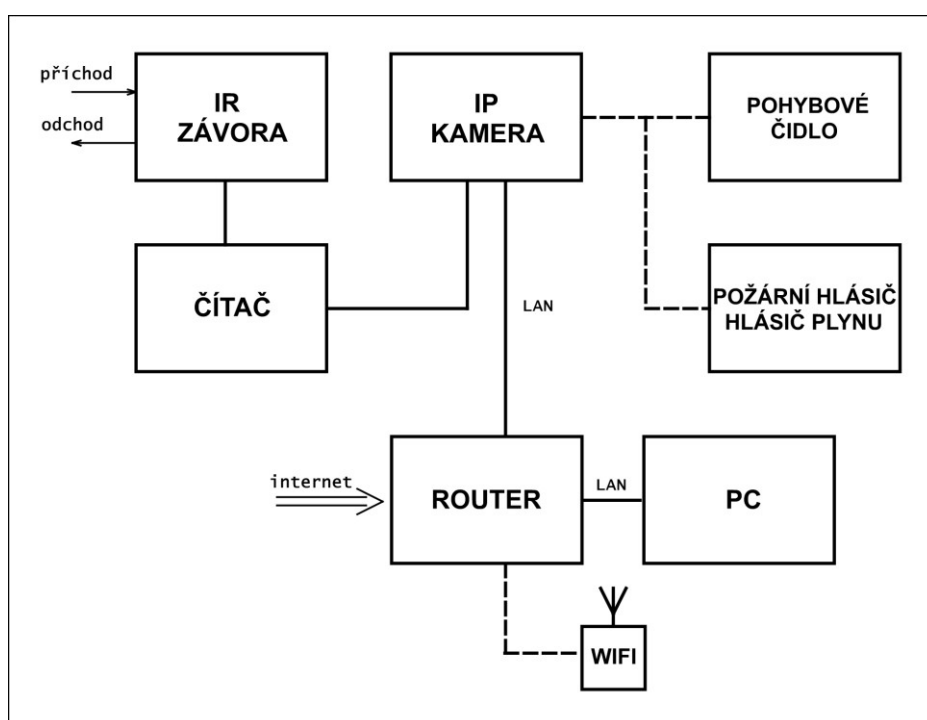 příchod
odchod
IR
ZÁVORA
IP
KAMERA
POHYBOVÉ
ČIDLO
ČÍTAČ
LAN
POŽÁRNÍ HLÁSIČ
HLÁSIČ PLYNU
internet
ROUTER
LAN
PC
WIFI